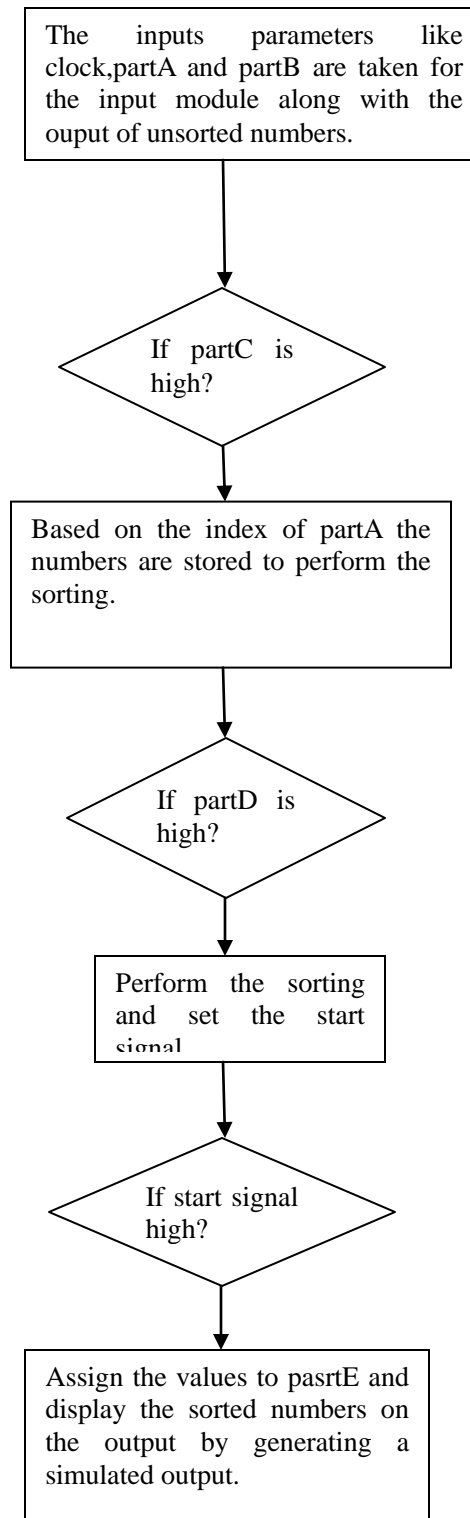 The inputs parameters like
clock,partA and partB are taken for
the input module along with the
ouput of unsorted numbers.
If partC is
high?
Based on the index of partA the
numbers are stored to perform the
sorting.
If partD is
high?
Perform the sorting
and set the start
signal
If start signal
high?
Assign the values to pasrtE and
display the sorted numbers on
the output by generating a
simulated output.